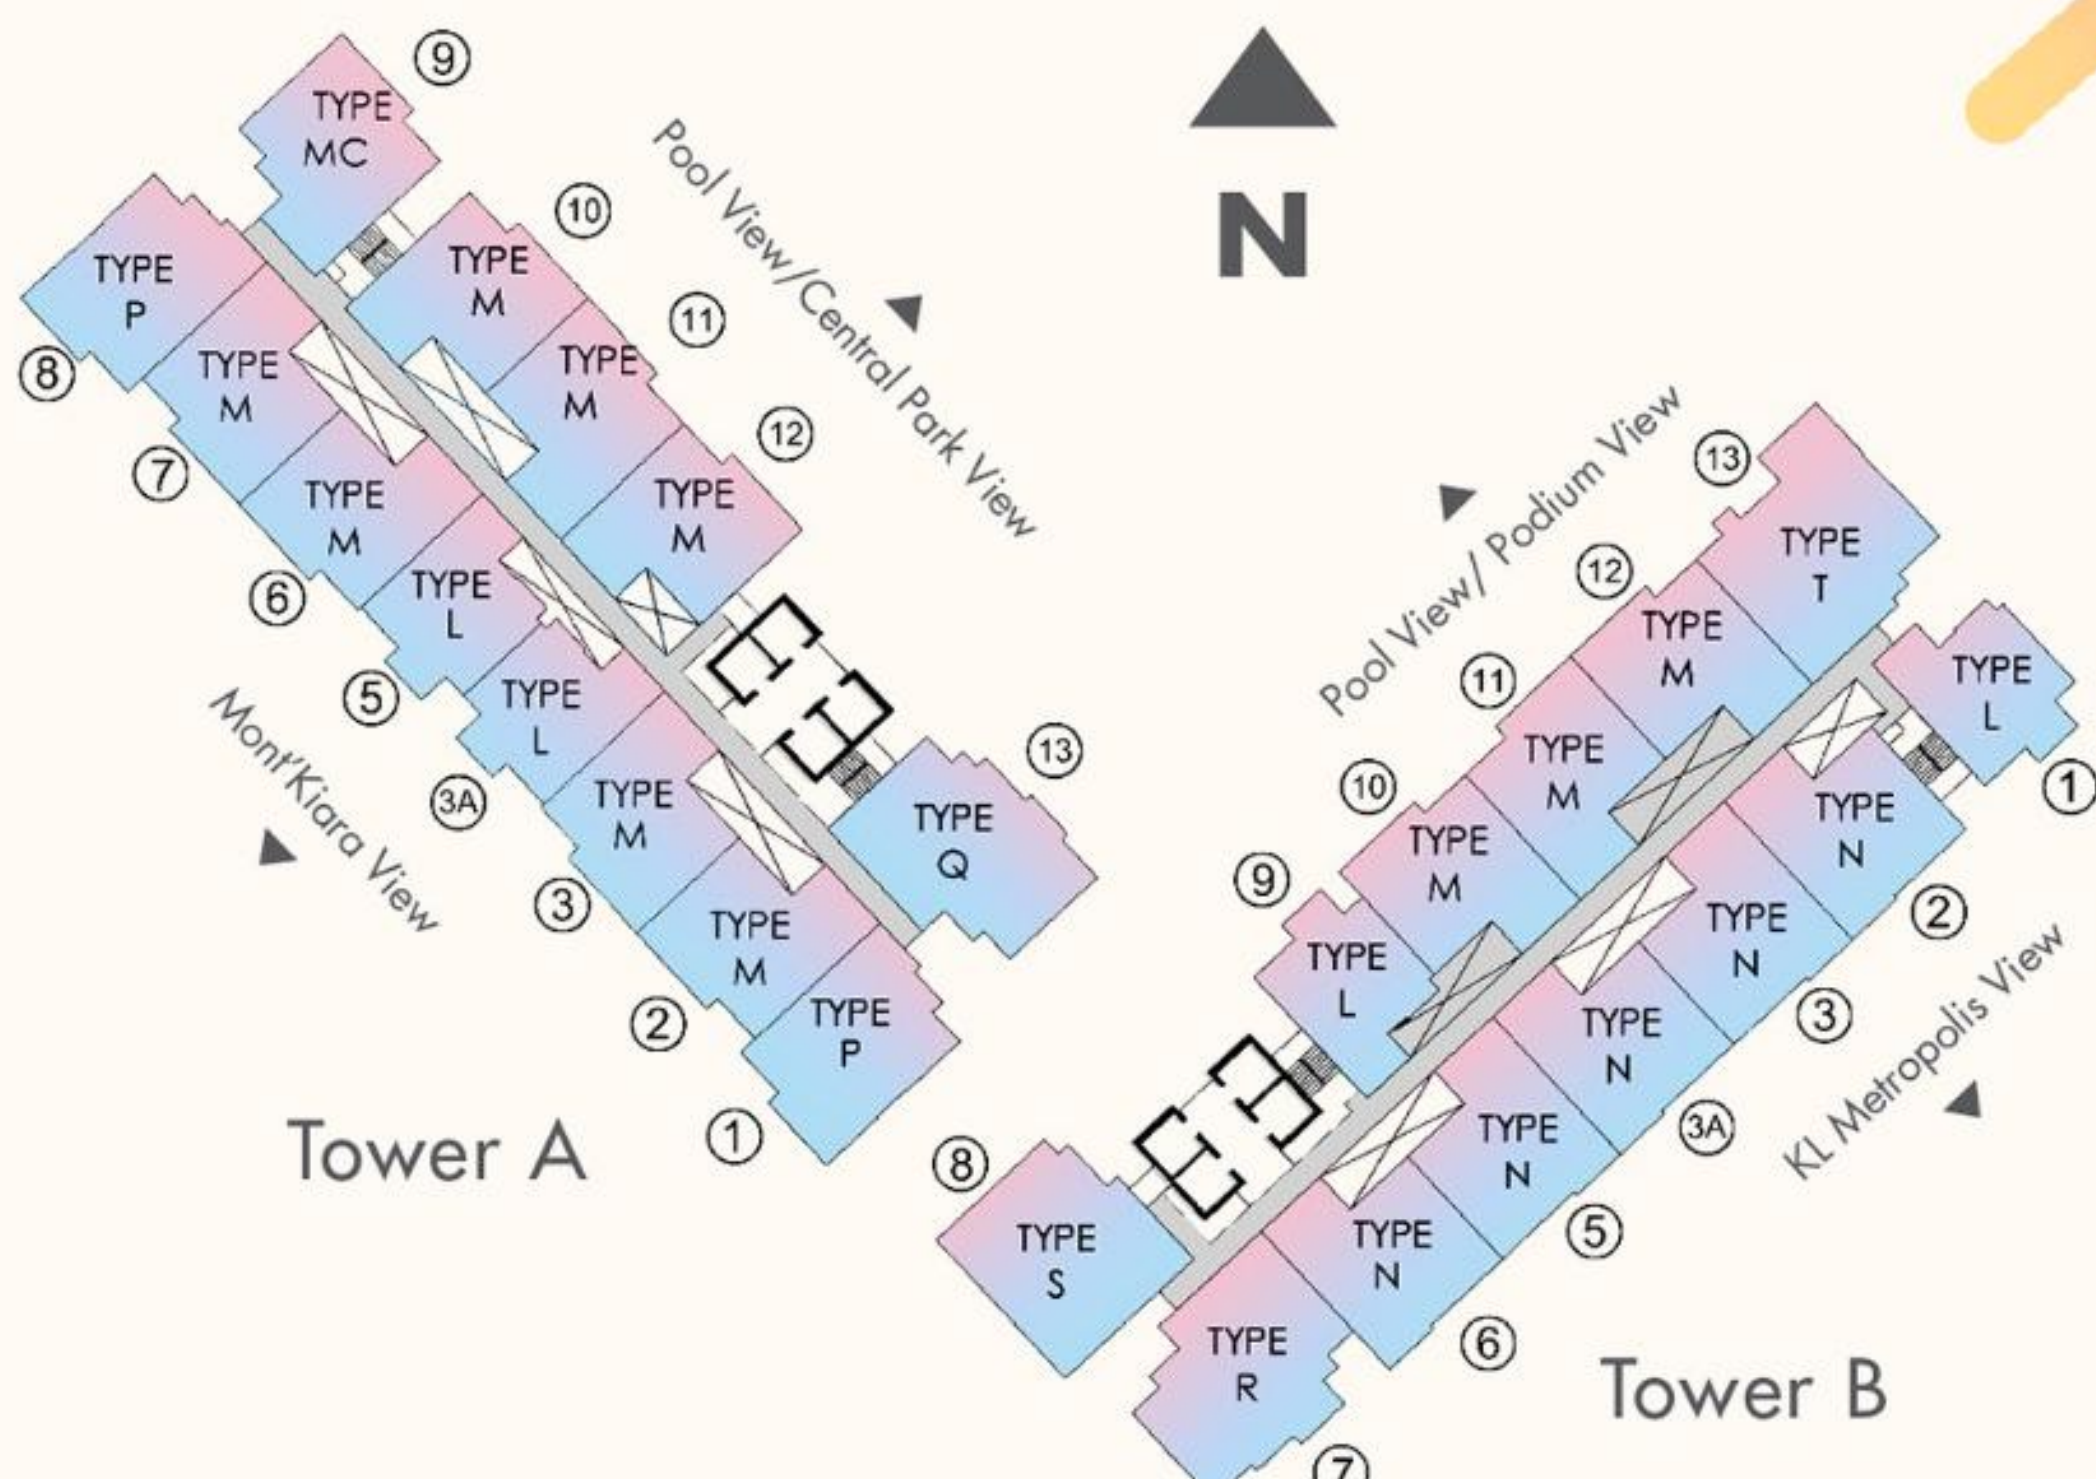 9
TYPE
MC
10
TYPE
M
11
TYPE
M
12
TYPE
M
TYPE
P
8
TYPE
M
7
TYPE
M
6
TYPE
L
5
TYPE
L
3A
TYPE
M
3
TYPE
M
2
TYPE
P
1
13
TYPE
Q
Pool View/Central Park View
Mont'Kiara View
Tower A
N
Pool View/ Podium View
13
TYPE
T
12
TYPE
M
11
TYPE
M
10
TYPE
M
9
TYPE
L
8
TYPE
S
TYPE
L
1
TYPE
N
2
TYPE
N
3
TYPE
N
3A
TYPE
N
5
TYPE
N
6
TYPE
R
7
KL Metropolis View
Tower B